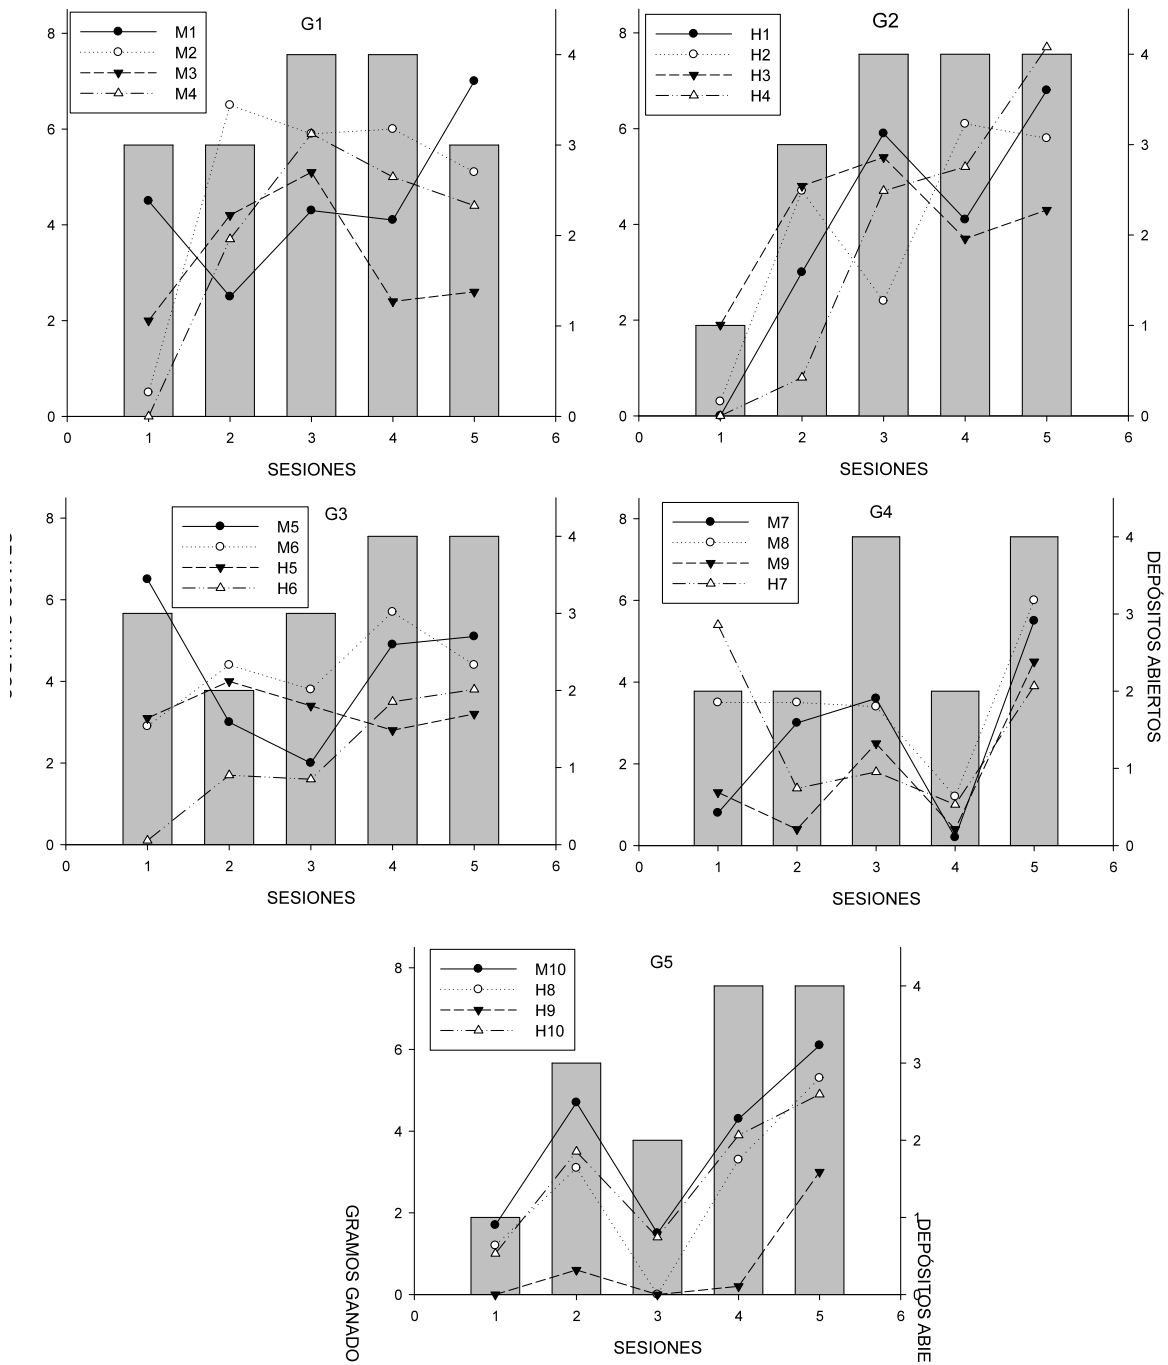 G1
M1
M2
M3
M4
8
6
4
2
0
4
3
2
1
0
0 1 2 3 4 5 6
SESIONES
G2
H1
H2
H3
H4
8
6
4
2
0
4
3
2
1
0
0 1 2 3 4 5 6
SESIONES
G3
M5
M6
H5
H6
8
6
4
2
0
4
3
2
1
0
0 1 2 3 4 5 6
SESIONES
G4
M7
M8
M9
H7
8
6
4
2
0
4
3
2
1
0
0 1 2 3 4 5 6
SESIONES
DEPÓSITOS ABIERTOS
G5
M10
H8
H9
H10
8
6
4
2
0
4
3
2
1
0
0 1 2 3 4 5 6
SESIONES
GRAMOS GANADO
DEPÓSITOS ABIE